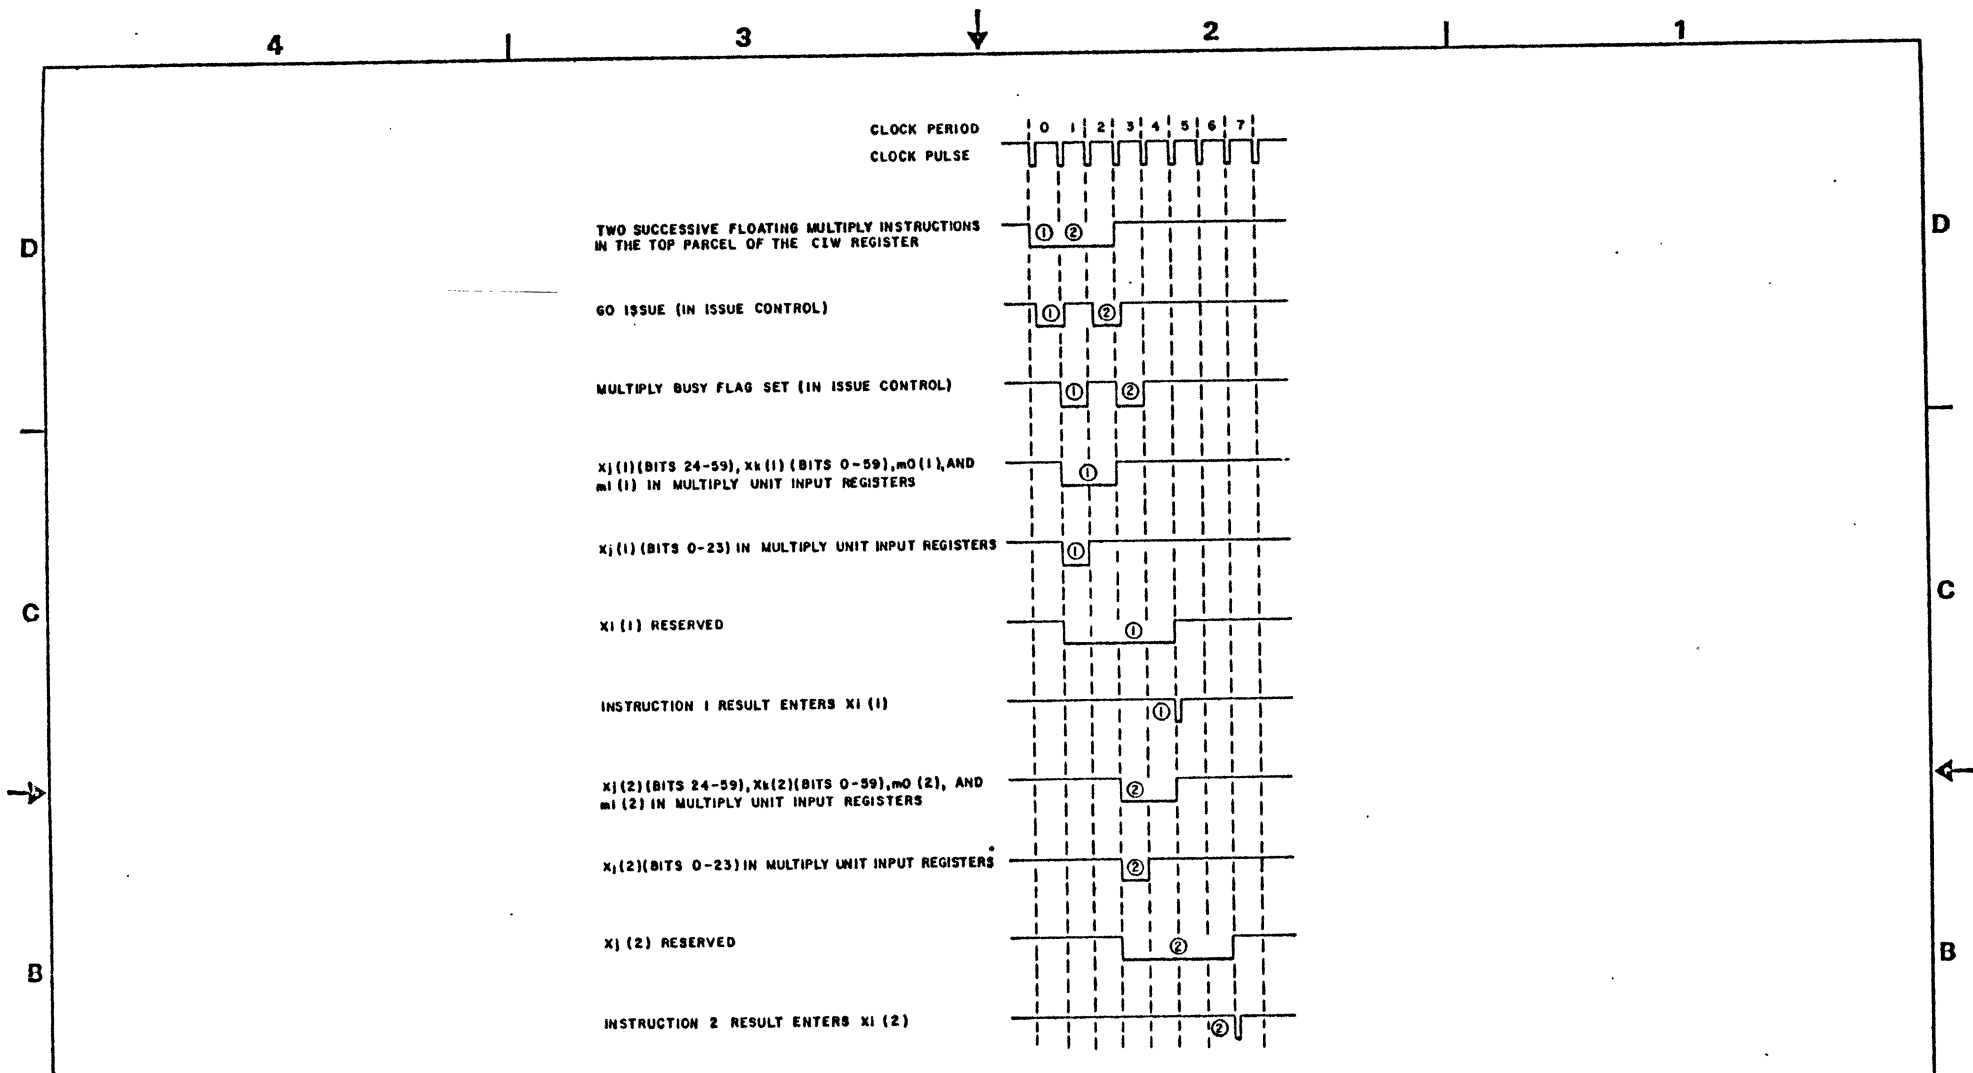 4 3 2 1
CLOCK PERIOD 0 1 2 3 4 5 6 7
CLOCK PULSE
D D
TWO SUCCESSIVE FLOATING MULTIPLY INSTRUCTIONS
IN THE TOP PARCEL OF THE CIW REGISTER
① ②
GO ISSUE (IN ISSUE CONTROL) ① ②
MULTIPLY BUSY FLAG SET (IN ISSUE CONTROL) ① ②
Xj(1)(BITS 24-59), Xk(1) (BITS 0-59), m0(1), AND
m1(1) IN MULTIPLY UNIT INPUT REGISTERS
①
Xj(1)(BITS 0-23) IN MULTIPLY UNIT INPUT REGISTERS ①
C C
Xi(1) RESERVED ①
INSTRUCTION 1 RESULT ENTERS Xi(1) ①
Xj(2)(BITS 24-59), Xk(2)(BITS 0-59), m0(2), AND
m1(2) IN MULTIPLY UNIT INPUT REGISTERS
②
Xj(2)(BITS 0-23) IN MULTIPLY UNIT INPUT REGISTERS ②
Xj(2) RESERVED ②
B B
INSTRUCTION 2 RESULT ENTERS Xi(2) ②